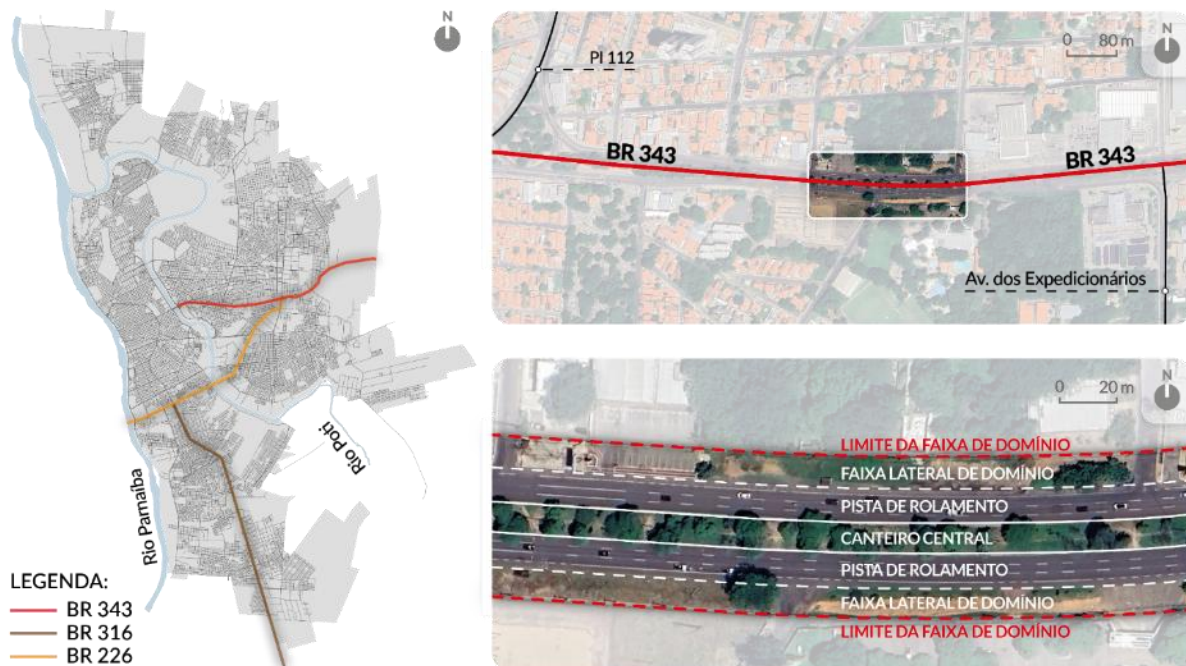 N
Rio Parnaíba
Rio Poti
LEGENDA:
BR 343
BR 316
BR 226
PI 112
0 80 m
N
BR 343
BR 343
Av. dos Expedicionários
0 20 m
N
LIMITE DA FAIXA DE DOMÍNIO
FAIXA LATERAL DE DOMÍNIO
PISTA DE ROLAMENTO
CANTEIRO CENTRAL
PISTA DE ROLAMENTO
FAIXA LATERAL DE DOMÍNIO
LIMITE DA FAIXA DE DOMÍNIO